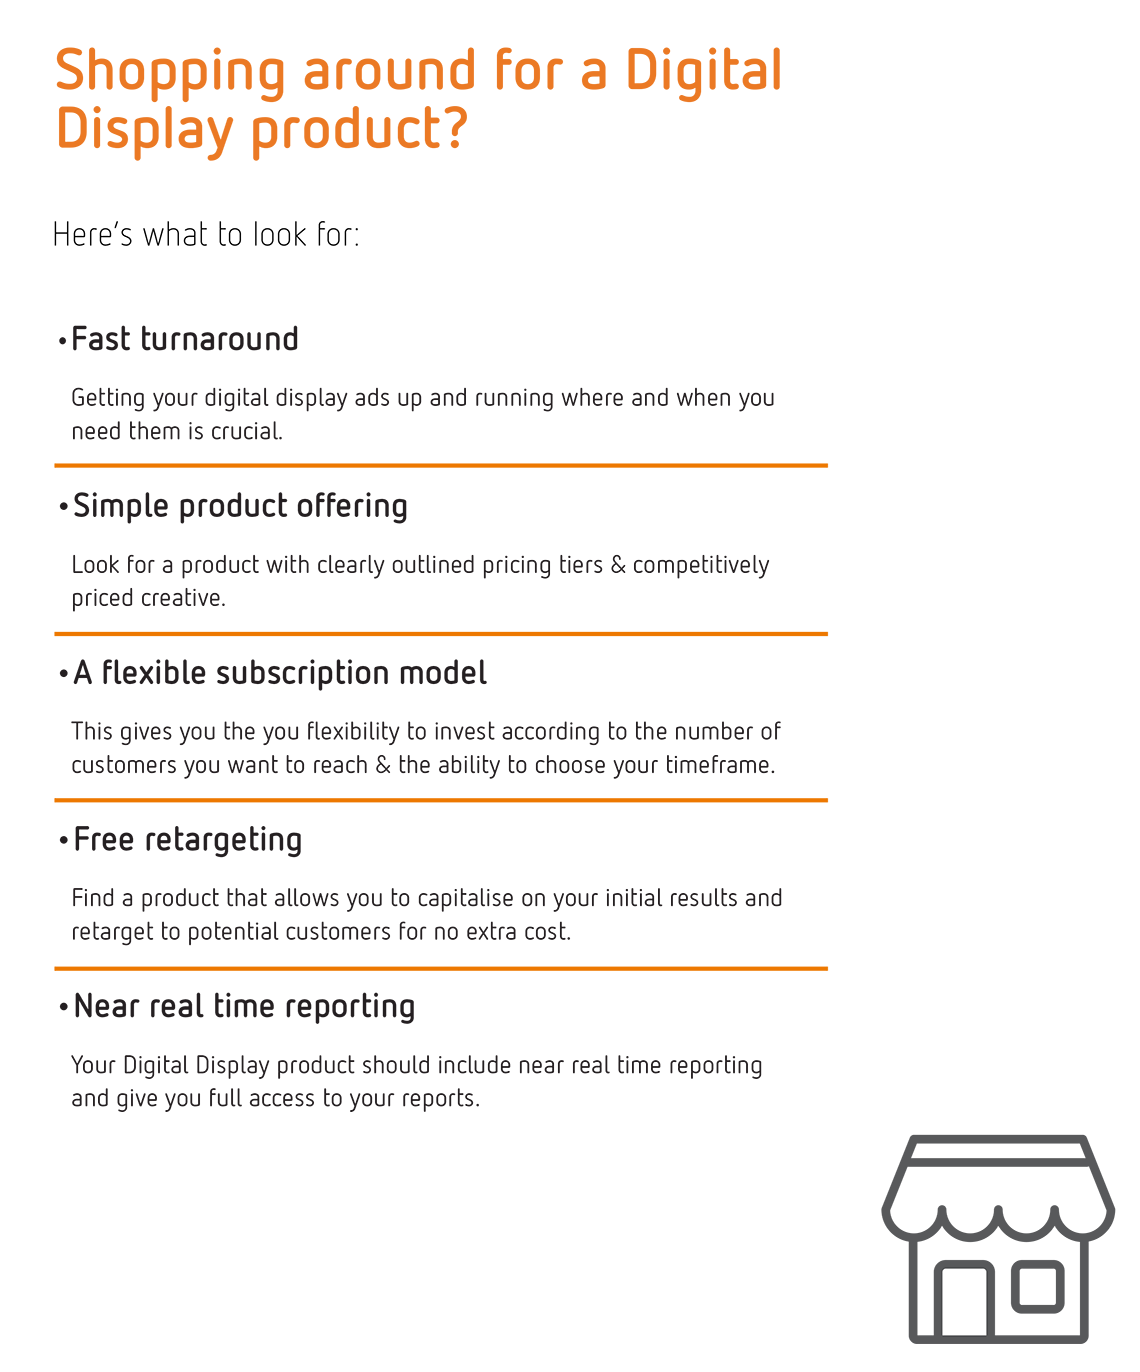 Shopping around for a Digital
Display product?
Here's what to look for:
•Fast turnaround
Getting your digital display ads up and running where and when you
need them is crucial.
•Simple product offering
Look for a product with clearly outlined pricing tiers & competitively
priced creative.
•A flexible subscription model
This gives you the you flexibility to invest according to the number of
customers you want to reach & the ability to choose your timeframe.
•Free retargeting
Find a product that allows you to capitalise on your initial results and
retarget to potential customers for no extra cost.
•Near real time reporting
Your Digital Display product should include near real time reporting
and give you full access to your reports.